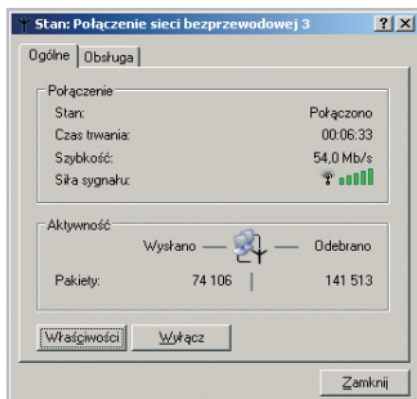 Stan: Połączenie sieci bezprzewodowej 3
Ogólne Obsługa
Połączenie
Stan: Połączono
Czas trwania: 00:06:33
Szybkość: 54,0 Mb/s
Siła sygnału:
Aktywność
Wysłano — — Odebrano
Pakiety: 74 106 | 141 513
Właściwości Wyłącz
Zamknij